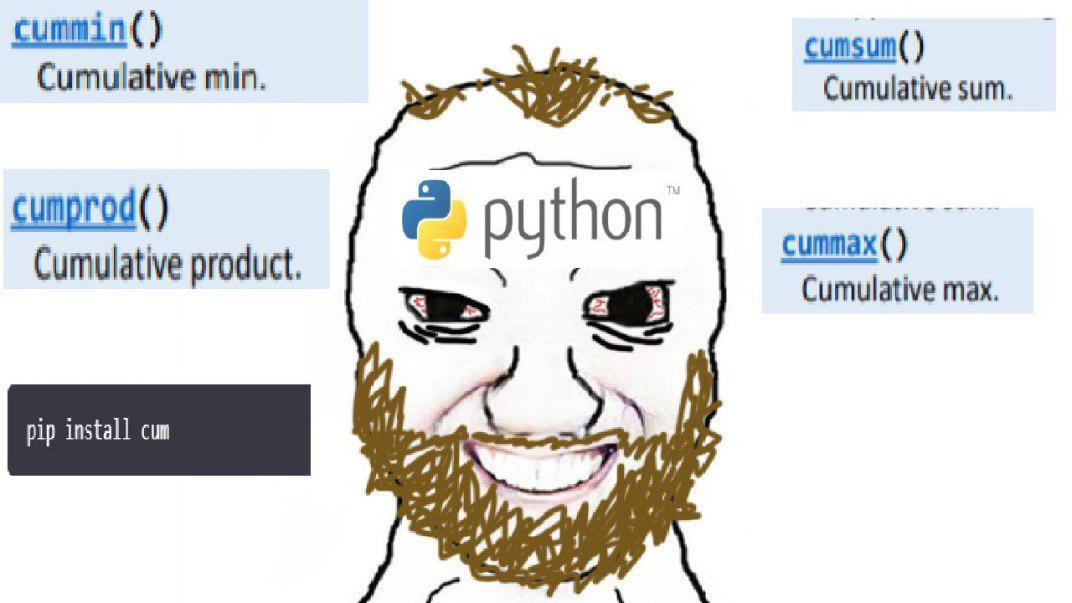 cummin()
Cumulative min.
cumsum()
Cumulative sum.
cumprod()
Cumulative product.
python™
cummax()
Cumulative max.
pip install cum